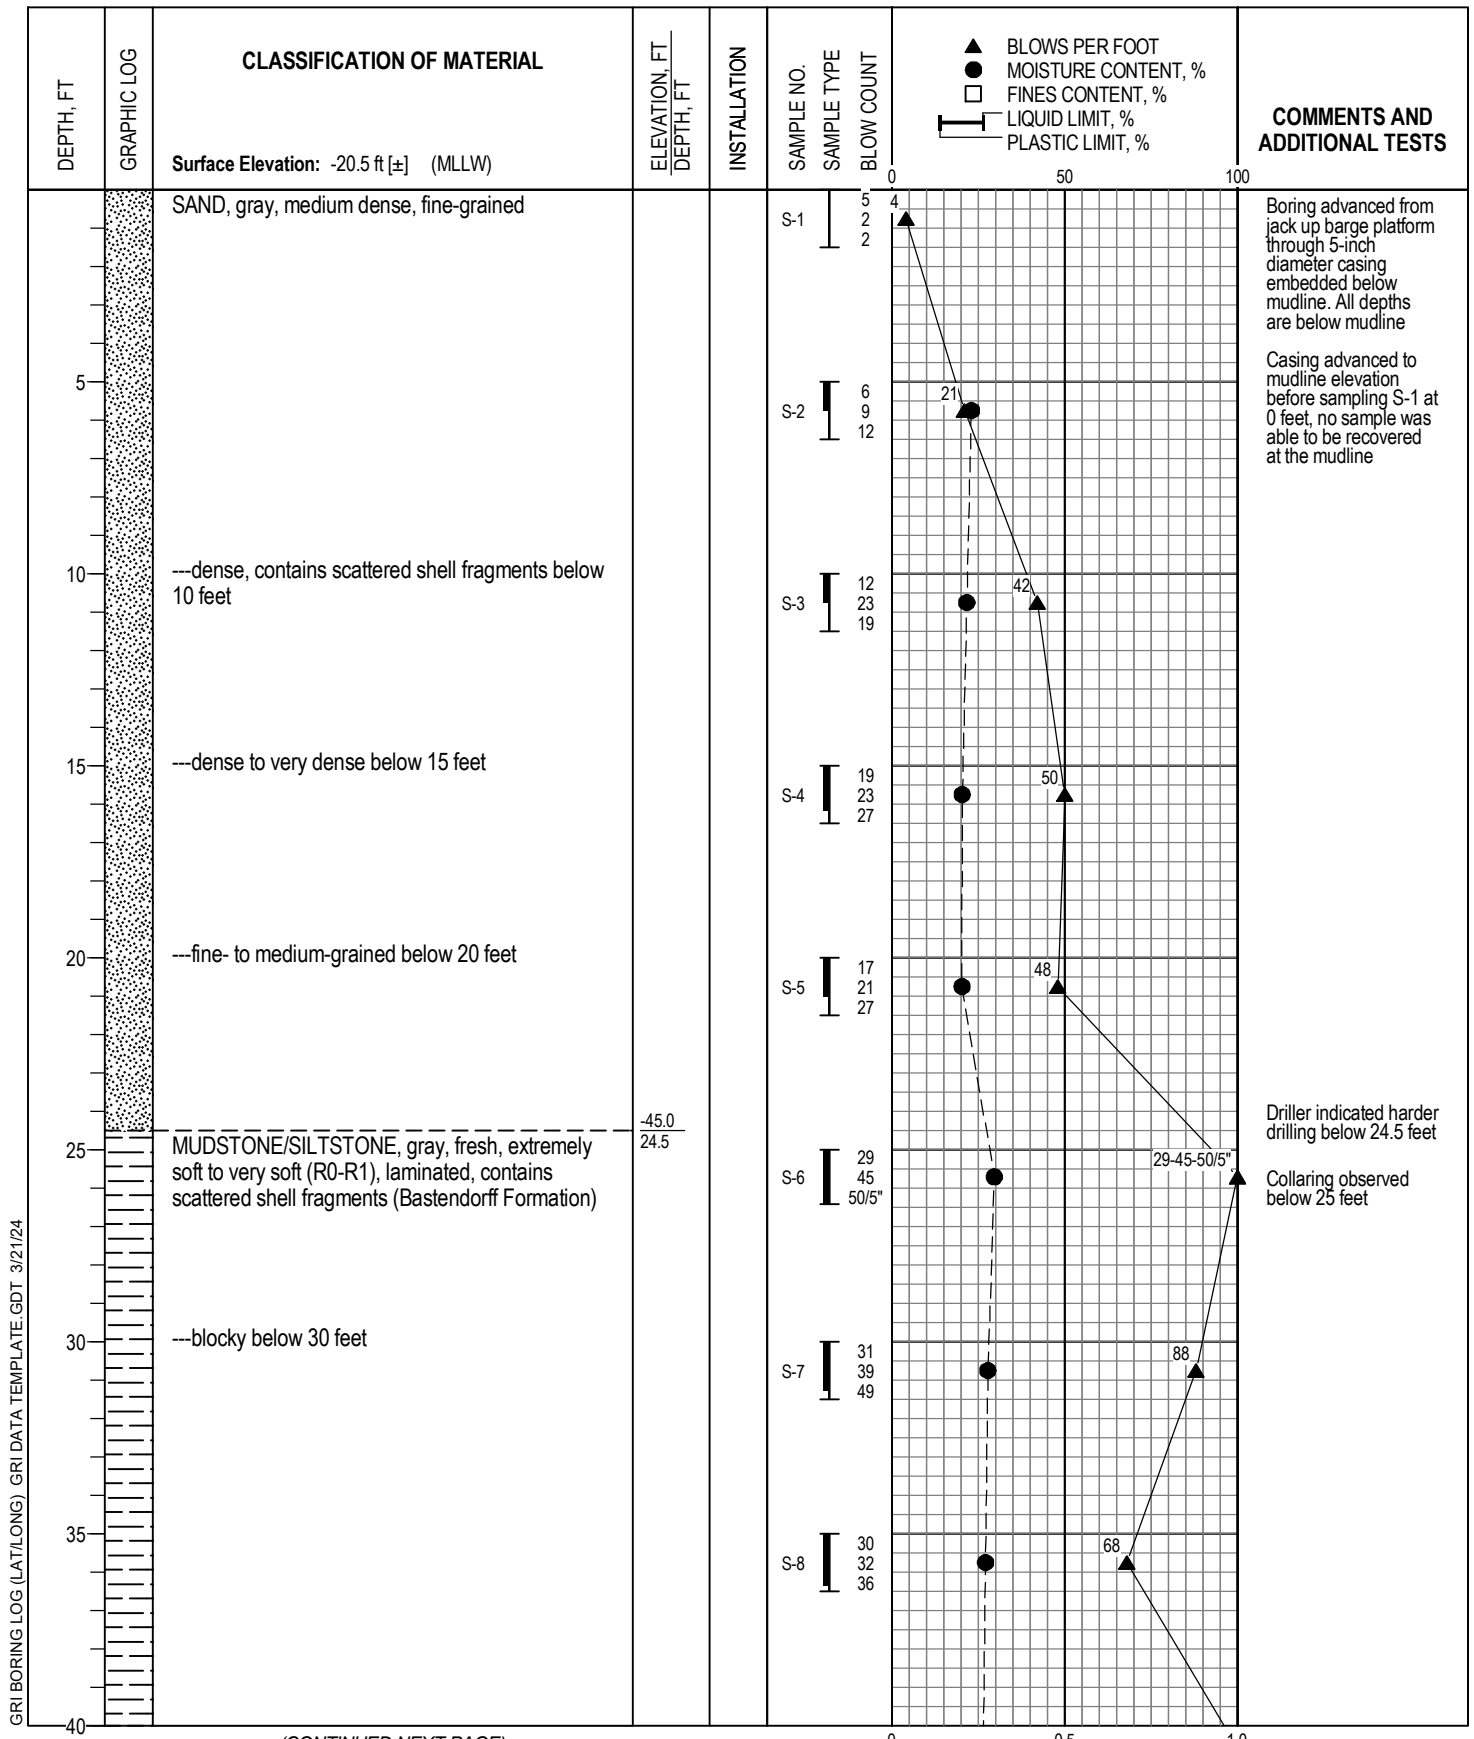 DEPTH, FT
GRAPHIC LOG
CLASSIFICATION OF MATERIAL
Surface Elevation: -20.5 ft [±] (MLLW)
ELEVATION, FT
DEPTH, FT
INSTALLATION
SAMPLE NO.
SAMPLE TYPE
BLOW COUNT
BLOWS PER FOOT
MOISTURE CONTENT, %
FINES CONTENT, %
LIQUID LIMIT, %
PLASTIC LIMIT, %
0 50 100
COMMENTS AND
ADDITIONAL TESTS
SAND, gray, medium dense, fine-grained
S-1
5
2
2
4
Boring advanced from
jack up barge platform
through 5-inch
diameter casing
embedded below
mudline. All depths
are below mudline
Casing advanced to
mudline elevation
before sampling S-1 at
0 feet, no sample was
able to be recovered
at the mudline
5
S-2
6
9
12
21
10
---dense, contains scattered shell fragments below
10 feet
S-3
12
23
19
42
15
---dense to very dense below 15 feet
S-4
19
23
27
50
20
---fine- to medium-grained below 20 feet
S-5
17
21
27
48
-45.0
24.5
Driller indicated harder
drilling below 24.5 feet
25
MUDSTONE/SILTSTONE, gray, fresh, extremely
soft to very soft (R0-R1), laminated, contains
scattered shell fragments (Bastendorff Formation)
S-6
29
45
50/5"
29-45-50/5"
Collaring observed
below 25 feet
30
---blocky below 30 feet
S-7
31
39
49
88
35
S-8
30
32
36
68
40
(CONTINUED NEXT PAGE)
0 0.5 1.0
GRI BORING LOG (LAT/LONG) GRI DATA TEMPLATE.GDT 3/21/24